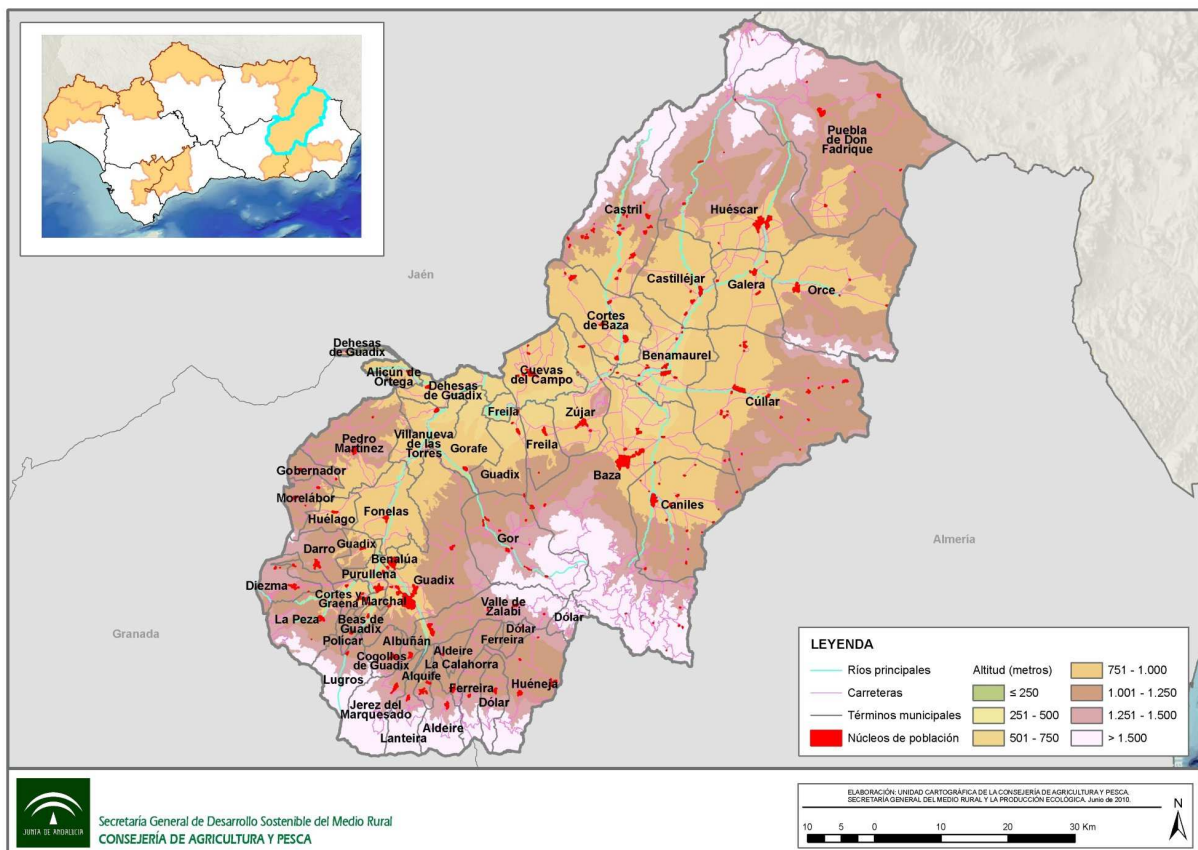 Jaén
Granada
Almería
Puebla
de Don
Fadrique
Castril
Huéscar
Castilléjar
Galera
Orce
Cortes
de Baza
Benamaurel
Dehesas
de Guadix
Alicún de
Ortega
Dehesas
de Guadix
Cuevas
del Campo
Cúllar
Freila
Zújar
Villanueva
de las
Torres
Pedro
Martínez
Gorafe
Freila
Guadix
Baza
Gobernador
Morelábor
Caniles
Huélago
Fonelas
Gor
Darro
Guadix
Benalúa
Diezma
Purullena
Guadix
Cortes y
Graena
Marchal
La Peza
Beas de
Guadix
Valle de
Zalabí
Dólar
Policar
Albuñán
Dólar
Ferreira
Cogollos
de Guadix
Aldeire
La Calahorra
Lugros
Alquife
Ferreira
Huéneja
Jerez del
Marquesado
Dólar
Lanteira
Aldeire
LEYENDA
Ríos principales
Carreteras
Términos municipales
Núcleos de población
Altitud (metros)
≤ 250
251 - 500
501 - 750
751 - 1.000
1.001 - 1.250
1.251 - 1.500
> 1.500
JUNTA DE ANDALUCIA
Secretaría General de Desarrollo Sostenible del Medio Rural
CONSEJERÍA DE AGRICULTURA Y PESCA
ELABORACIÓN: UNIDAD CARTOGRÁFICA DE LA CONSEJERÍA DE AGRICULTURA Y PESCA.
SECRETARÍA GENERAL DEL MEDIO RURAL Y LA PRODUCCIÓN ECOLÓGICA. Junio de 2010.
10 5 0 10 20 30 Km
N